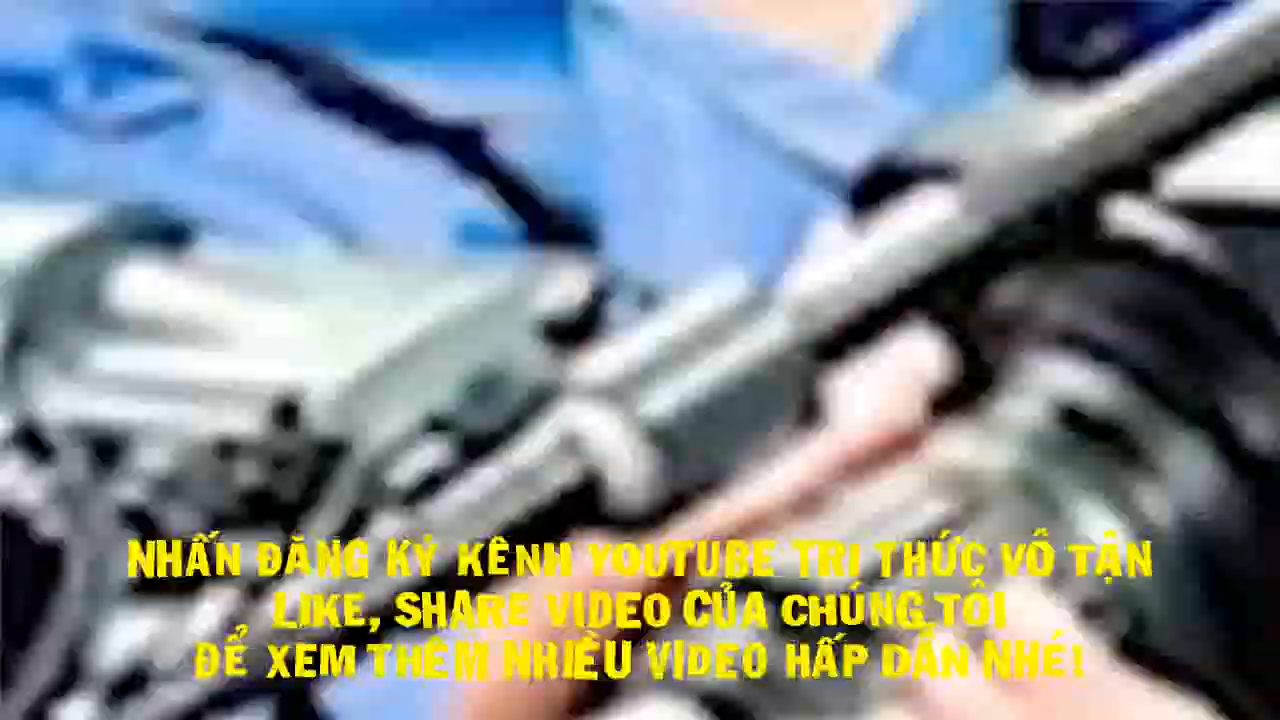 NHẤN ĐĂNG KÝ KÊNH YOUTUBE TRI THỨC VÔ TẬN
LIKE, SHARE VIDEO CỦA CHÚNG TÔI
ĐỂ XEM THÊM NHIỀU VIDEO HẤP DẪN NHÉ!